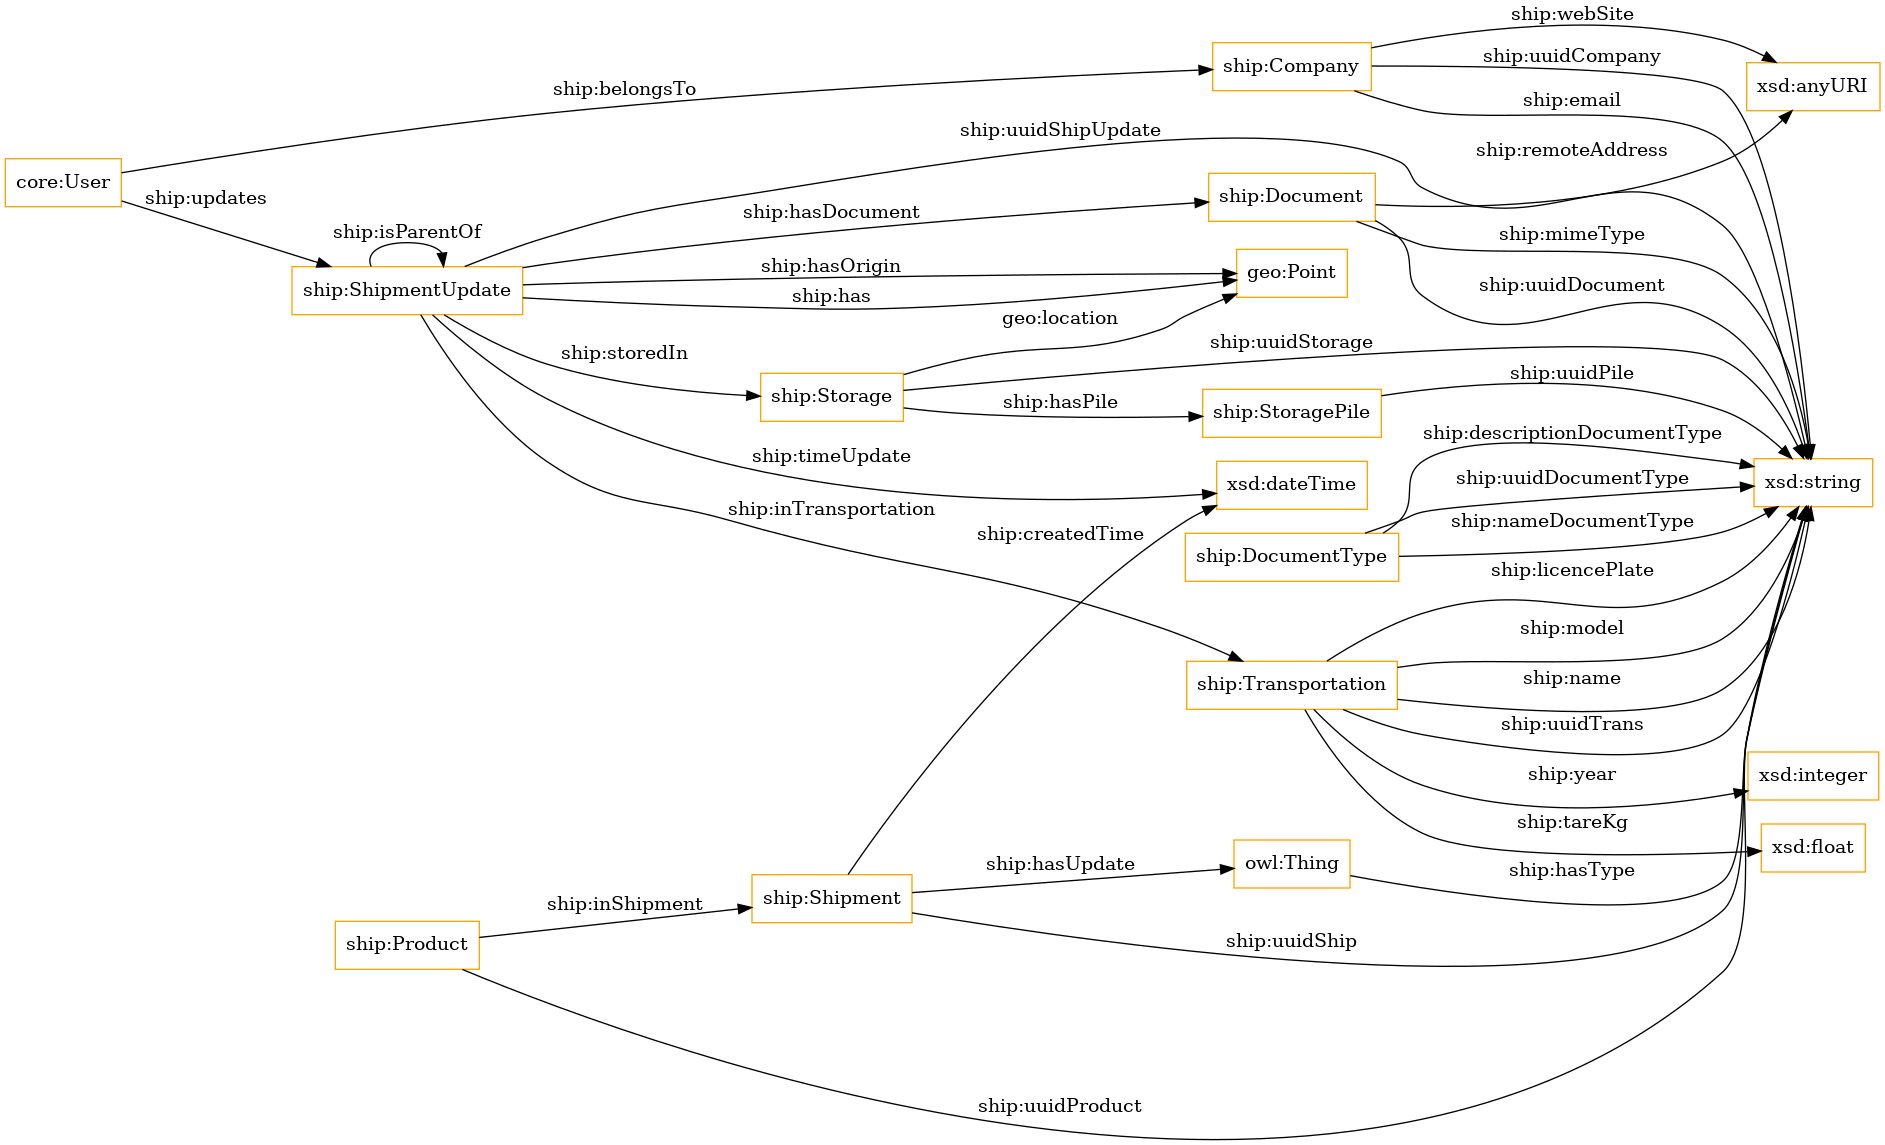 ship:webSite
ship:Company
ship:uuidCompany
xsd:anyURI
ship:belongsTo
ship:email
ship:uuidShipUpdate
ship:remoteAddress
core:User
ship:updates
ship:Document
ship:hasDocument
ship:isParentOf
ship:mimeType
ship:hasOrigin
geo:Point
ship:ShipmentUpdate
ship:has
ship:uuidDocument
geo:location
ship:storedIn
ship:uuidStorage
ship:Storage
ship:hasPile
ship:uuidPile
ship:StoragePile
ship:descriptionDocumentType
ship:timeUpdate
xsd:dateTime
ship:uuidDocumentType
xsd:string
ship:inTransportation
ship:nameDocumentType
ship:createdTime
ship:DocumentType
ship:licencePlate
ship:model
ship:Transportation
ship:name
ship:uuidTrans
ship:year
xsd:integer
ship:tareKg
xsd:float
ship:hasUpdate
owl:Thing
ship:hasType
ship:Shipment
ship:inShipment
ship:Product
ship:uuidShip
ship:uuidProduct